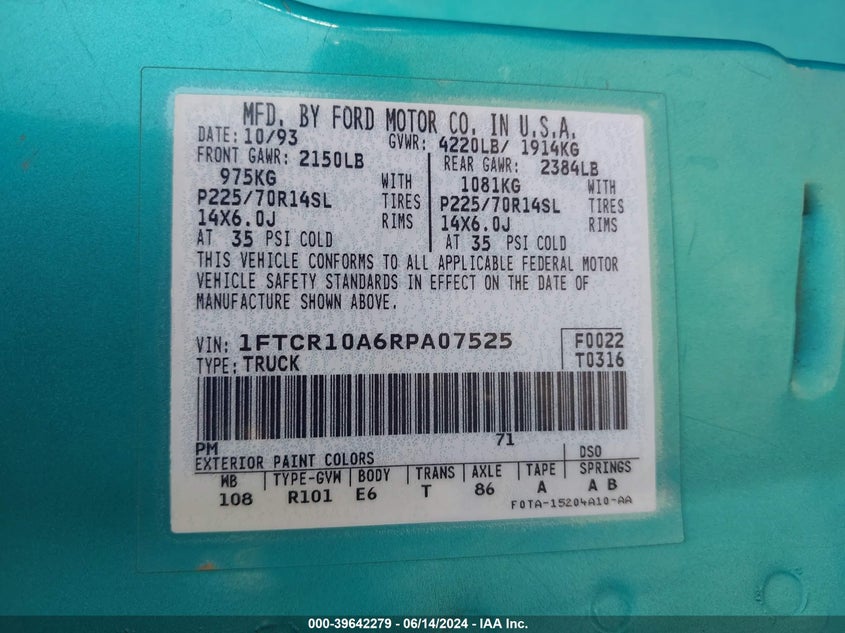 MFD. BY FORD MOTOR CO. IN U.S.A.
DATE: 10/93 GVWR: 4220LB/ 1914KG
FRONT GAWR: 2150LB REAR GAWR: 2384LB
975KG WITH 1081KG WITH
P225/70R14SL TIRES P225/70R14SL TIRES
14X6.0J RIMS 14X6.0J RIMS
AT 35 PSI COLD AT 35 PSI COLD
THIS VEHICLE CONFORMS TO ALL APPLICABLE FEDERAL MOTOR
VEHICLE SAFETY STANDARDS IN EFFECT ON THE DATE OF
MANUFACTURE SHOWN ABOVE.
VIN: 1FTCR10A6RPA07525 F0022
TYPE: TRUCK T0316
71
PM
EXTERIOR PAINT COLORS DSO
WB TYPE-GVW BODY TRANS AXLE TAPE SPRINGS
108 R101 E6 T 86 A A B
F0TA-15204A10-AA
000-39642279 - 06/14/2024 - IAA Inc.